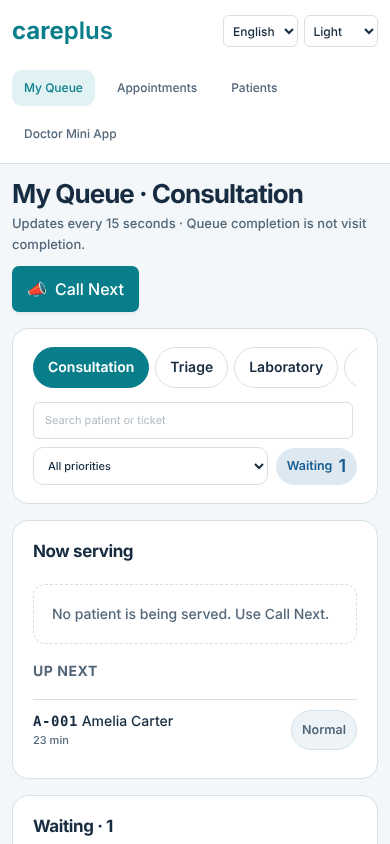 careplus
English
Light
My Queue
Appointments
Patients
Doctor Mini App
My Queue · Consultation
Updates every 15 seconds · Queue completion is not visit
completion.
📣 Call Next
Consultation
Triage
Laboratory
Search patient or ticket
All priorities
Waiting 1
Now serving
No patient is being served. Use Call Next.
UP NEXT
A-001 Amelia Carter
23 min
Normal
Waiting · 1